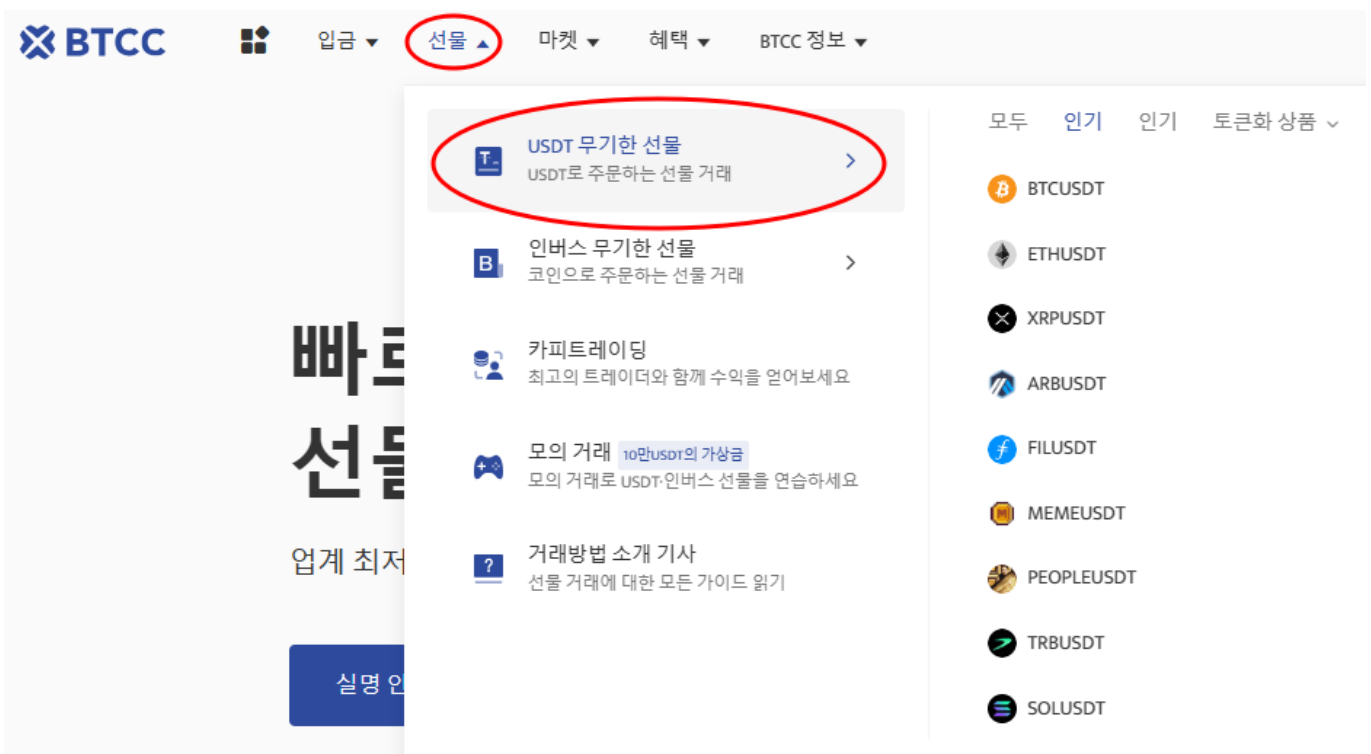 BTCC
입금
선물
마켓
혜택
BTCC 정보
USDT 무기한 선물
USDT로 주문하는 선물 거래
인버스 무기한 선물
코인으로 주문하는 선물 거래
카피트레이딩
최고의 트레이더와 함께 수익을 얻어보세요
모의 거래 10만USDT의 가상금
모의 거래로 USDT·인버스 선물을 연습하세요
거래방법 소개 기사
선물 거래에 대한 모든 가이드 읽기
모두 인기 인기 토큰화 상품
BTCUSDT
ETHUSDT
XRPUSDT
ARBUSDT
FILUSDT
MEMEUSDT
PEOPLEUSDT
TRBUSDT
SOLUSDT
업계
실명